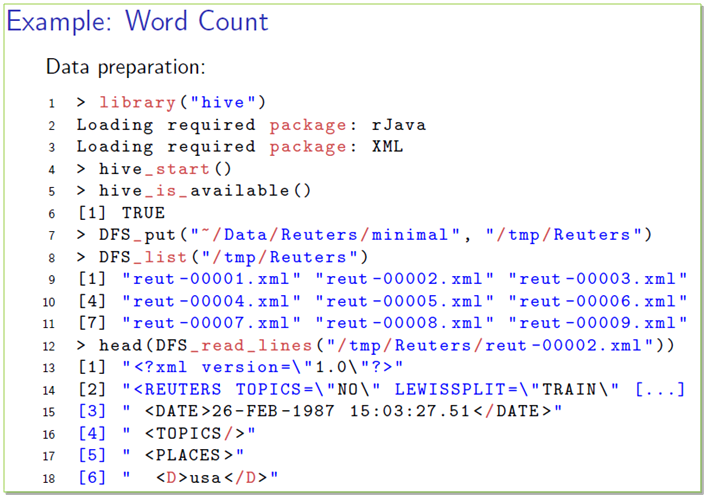 Example: Word Count
Data preparation:
1 > library("hive")
2 Loading required package: rJava
3 Loading required package: XML
4 > hive_start()
5 > hive_is_available()
6 [1] TRUE
7 > DFS_put("~/Data/Reuters/minimal", "/tmp/Reuters")
8 > DFS_list("/tmp/Reuters")
9 [1] "reut-00001.xml" "reut-00002.xml" "reut-00003.xml"
10 [4] "reut-00004.xml" "reut-00005.xml" "reut-00006.xml"
11 [7] "reut-00007.xml" "reut-00008.xml" "reut-00009.xml"
12 > head(DFS_read_lines("/tmp/Reuters/reut-00002.xml"))
13 [1] "<?xml version=\"1.0\"?>"
14 [2] "<REUTERS TOPICS=\"NO\" LEWISSPLIT=\"TRAIN\" [...]
15 [3] " <DATE>26-FEB-1987 15:03:27.51</DATE>"
16 [4] " <TOPICS/>"
17 [5] " <PLACES>"
18 [6] "  <D>usa</D>"